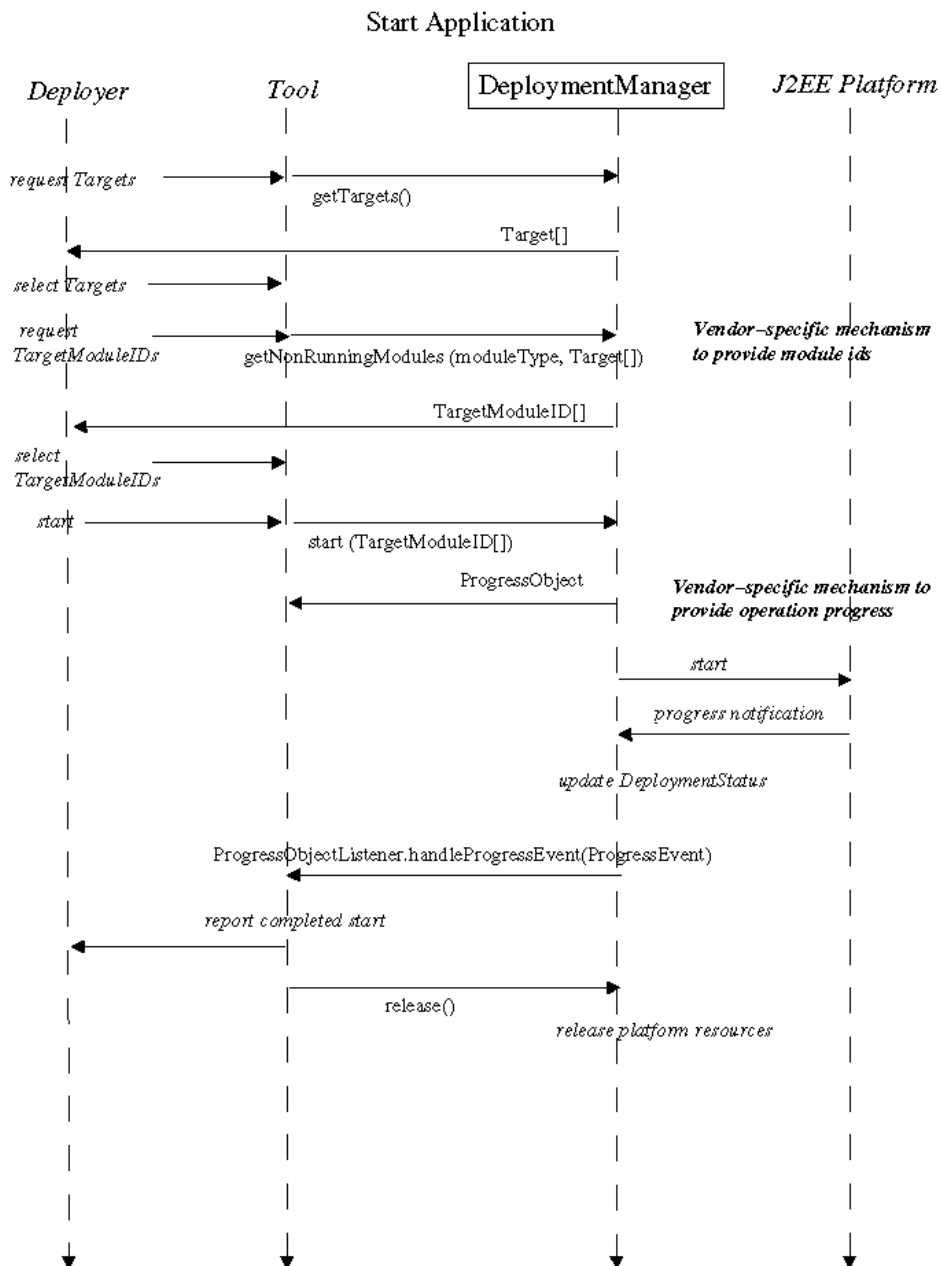 Start Application
Deployer
Tool
DeploymentManager
J2EE Platform
request Targets
getTargets()
Target[]
select Targets
request
TargetModuleIDs
getNonRunningModules (moduleType, Target[])
Vendor-specific mechanism
to provide module ids
TargetModuleID[]
select
TargetModuleIDs
start
start (TargetModuleID[])
ProgressObject
Vendor-specific mechanism to
provide operation progress
start
progress notification
update DeploymentStatus
ProgressObjectListener.handleProgressEvent(ProgressEvent)
report completed start
release()
release platform resources